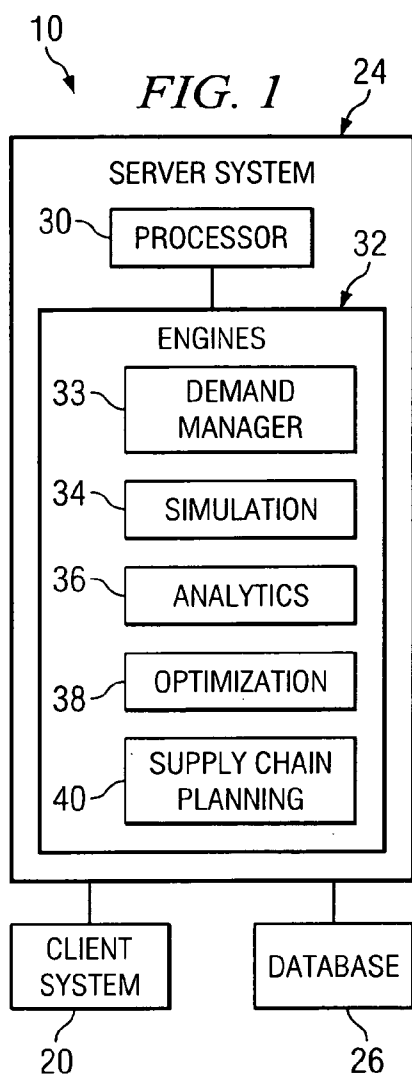 10
FIG. 1
24
SERVER SYSTEM
30
PROCESSOR
32
ENGINES
33
DEMAND
MANAGER
34
SIMULATION
36
ANALYTICS
38
OPTIMIZATION
40
SUPPLY CHAIN
PLANNING
CLIENT
SYSTEM
DATABASE
20
26